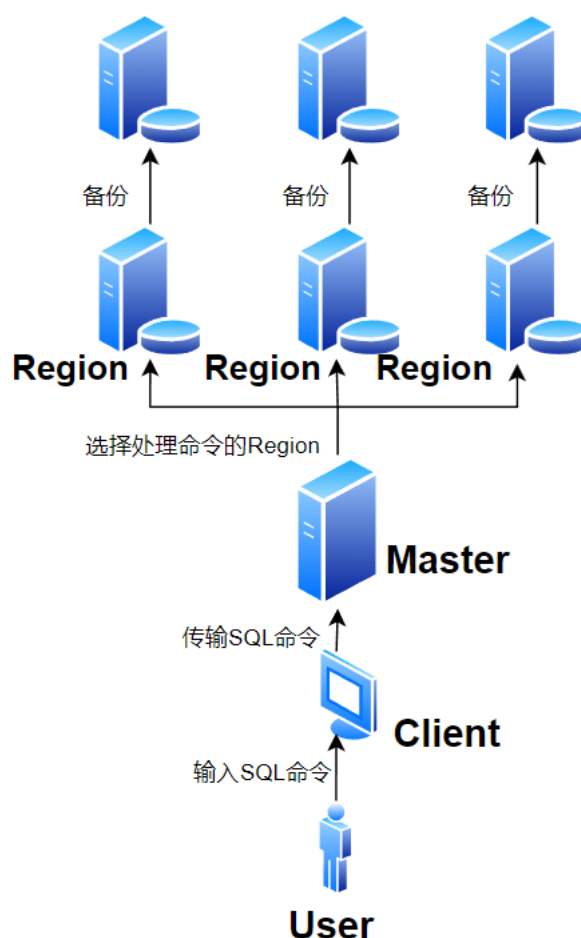 备份
备份
备份
Region
Region
Region
选择处理命令的Region
Master
传输SQL命令
Client
输入SQL命令
User